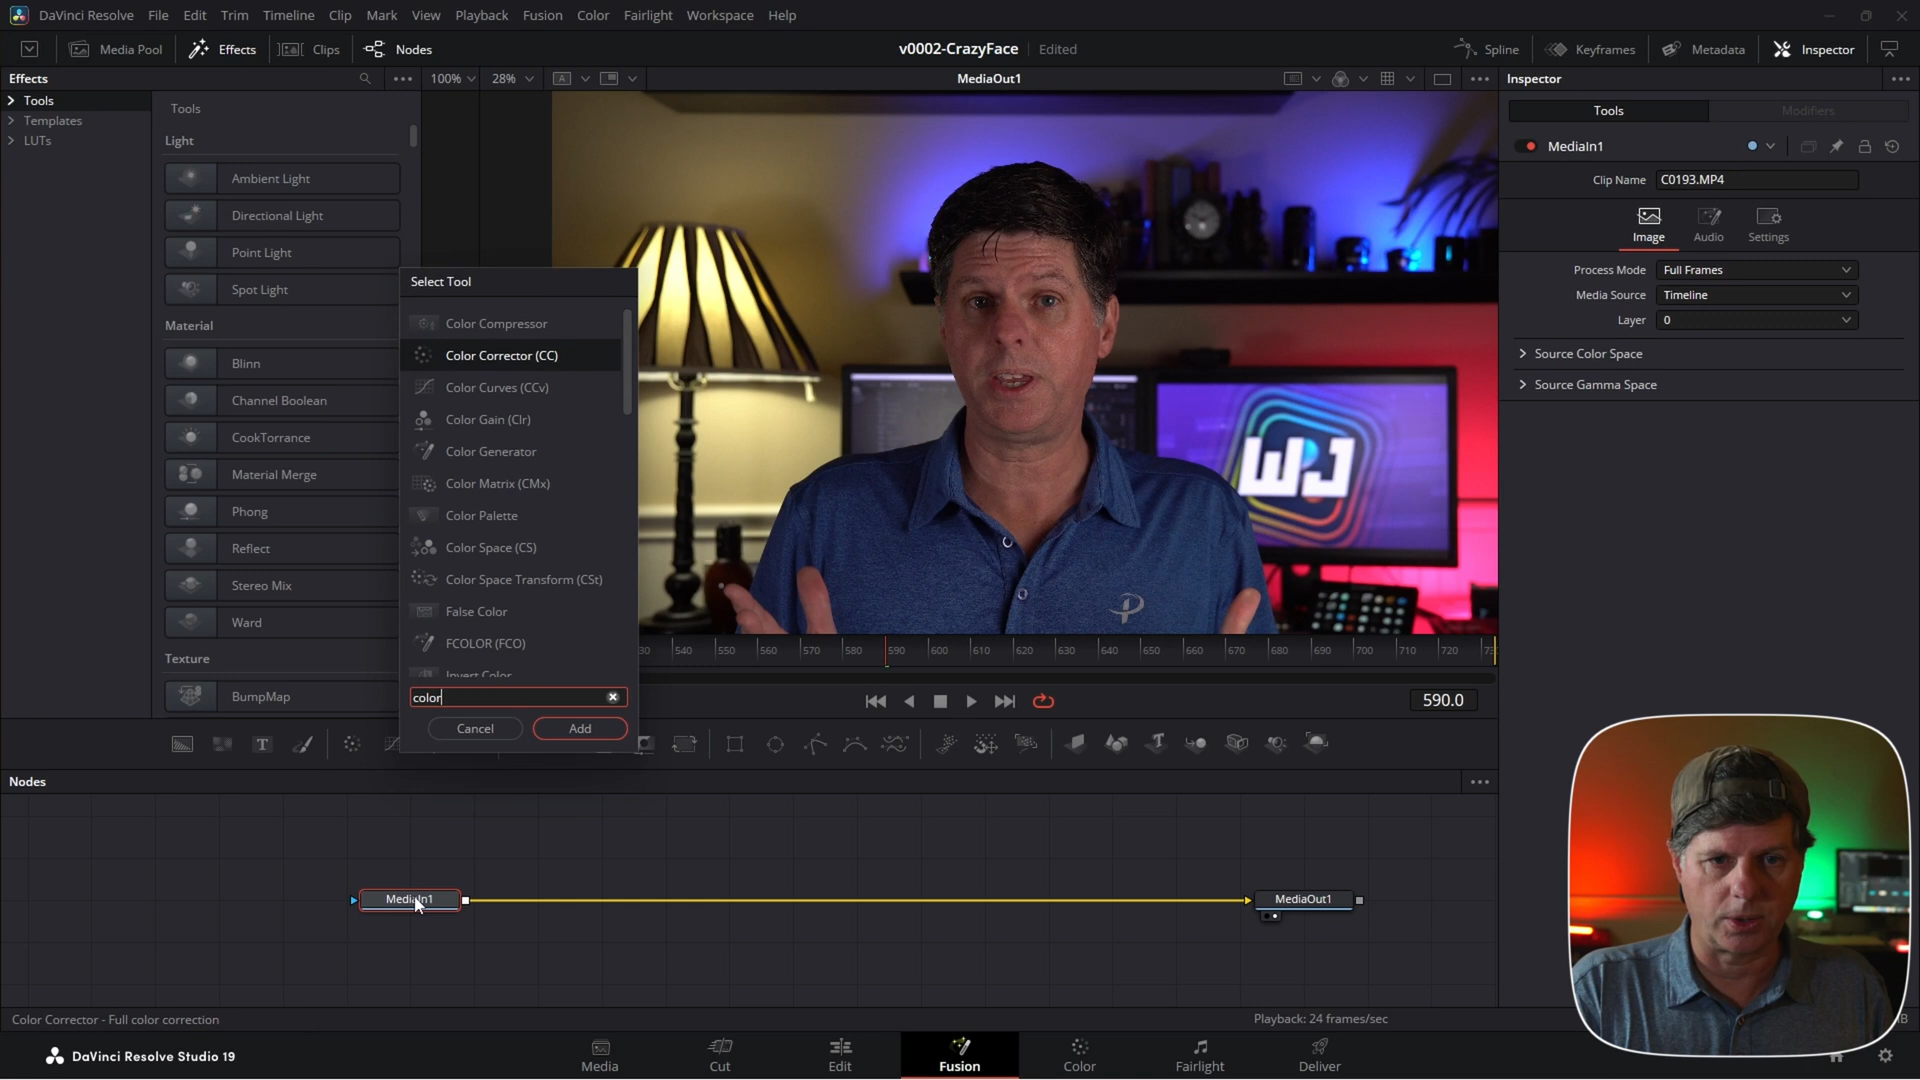 DaVinci Resolve File Edit Trim Timeline Clip Mark View Playback Fusion Color Fairlight Workspace Help
Media Pool Effects Clips Nodes v0002-CrazyFace Edited Spline Keyframes Metadata Inspector
Effects 100% 28% A MediaOut1 Inspector
Tools
Templates
LUTs
Tools
Light
Ambient Light
Directional Light
Point Light
Spot Light
Material
Blinn
Channel Boolean
CookTorrance
Material Merge
Phong
Reflect
Stereo Mix
Ward
Texture
BumpMap
Select Tool
Color Compressor
Color Corrector (CC)
Color Curves (CCv)
Color Gain (Clr)
Color Generator
Color Matrix (CMx)
Color Palette
Color Space (CS)
Color Space Transform (CSt)
False Color
FCOLOR (FCO)
Invert Color
color
Cancel Add
WJ
30 540 550 560 570 580 590 600 610 620 630 640 650 660 670 680 690 700 710 720 73
590.0
Tools Modifiers
MediaIn1
Clip Name C0193.MP4
Image Audio Settings
Process Mode Full Frames
Media Source Timeline
Layer 0
Source Color Space
Source Gamma Space
T T
Nodes
MediaIn1 MediaOut1
Color Corrector - Full color correction Playback: 24 frames/sec
DaVinci Resolve Studio 19 Media Cut Edit Fusion Color Fairlight Deliver